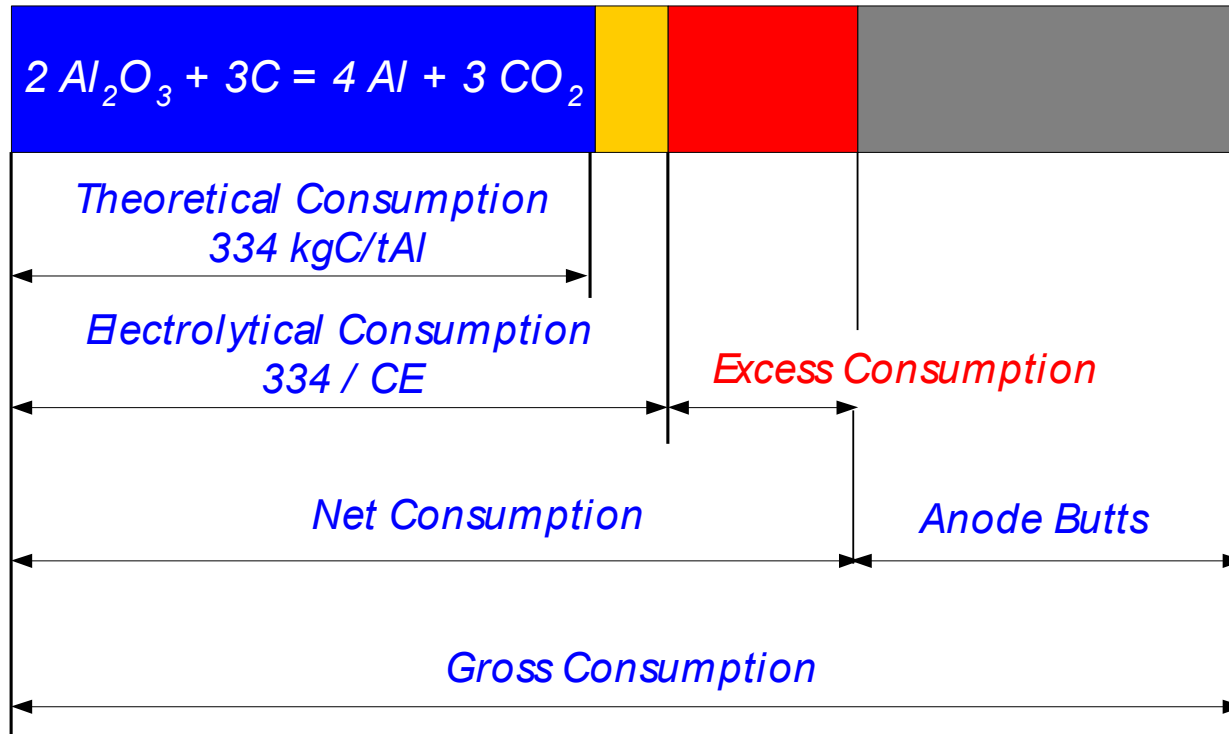 2 Al₂O₃ + 3C = 4 Al + 3 CO₂
Theoretical Consumption
334 kgC/tAl
Electrolytical Consumption
334 / CE
Excess Consumption
Net Consumption
Anode Butts
Gross Consumption